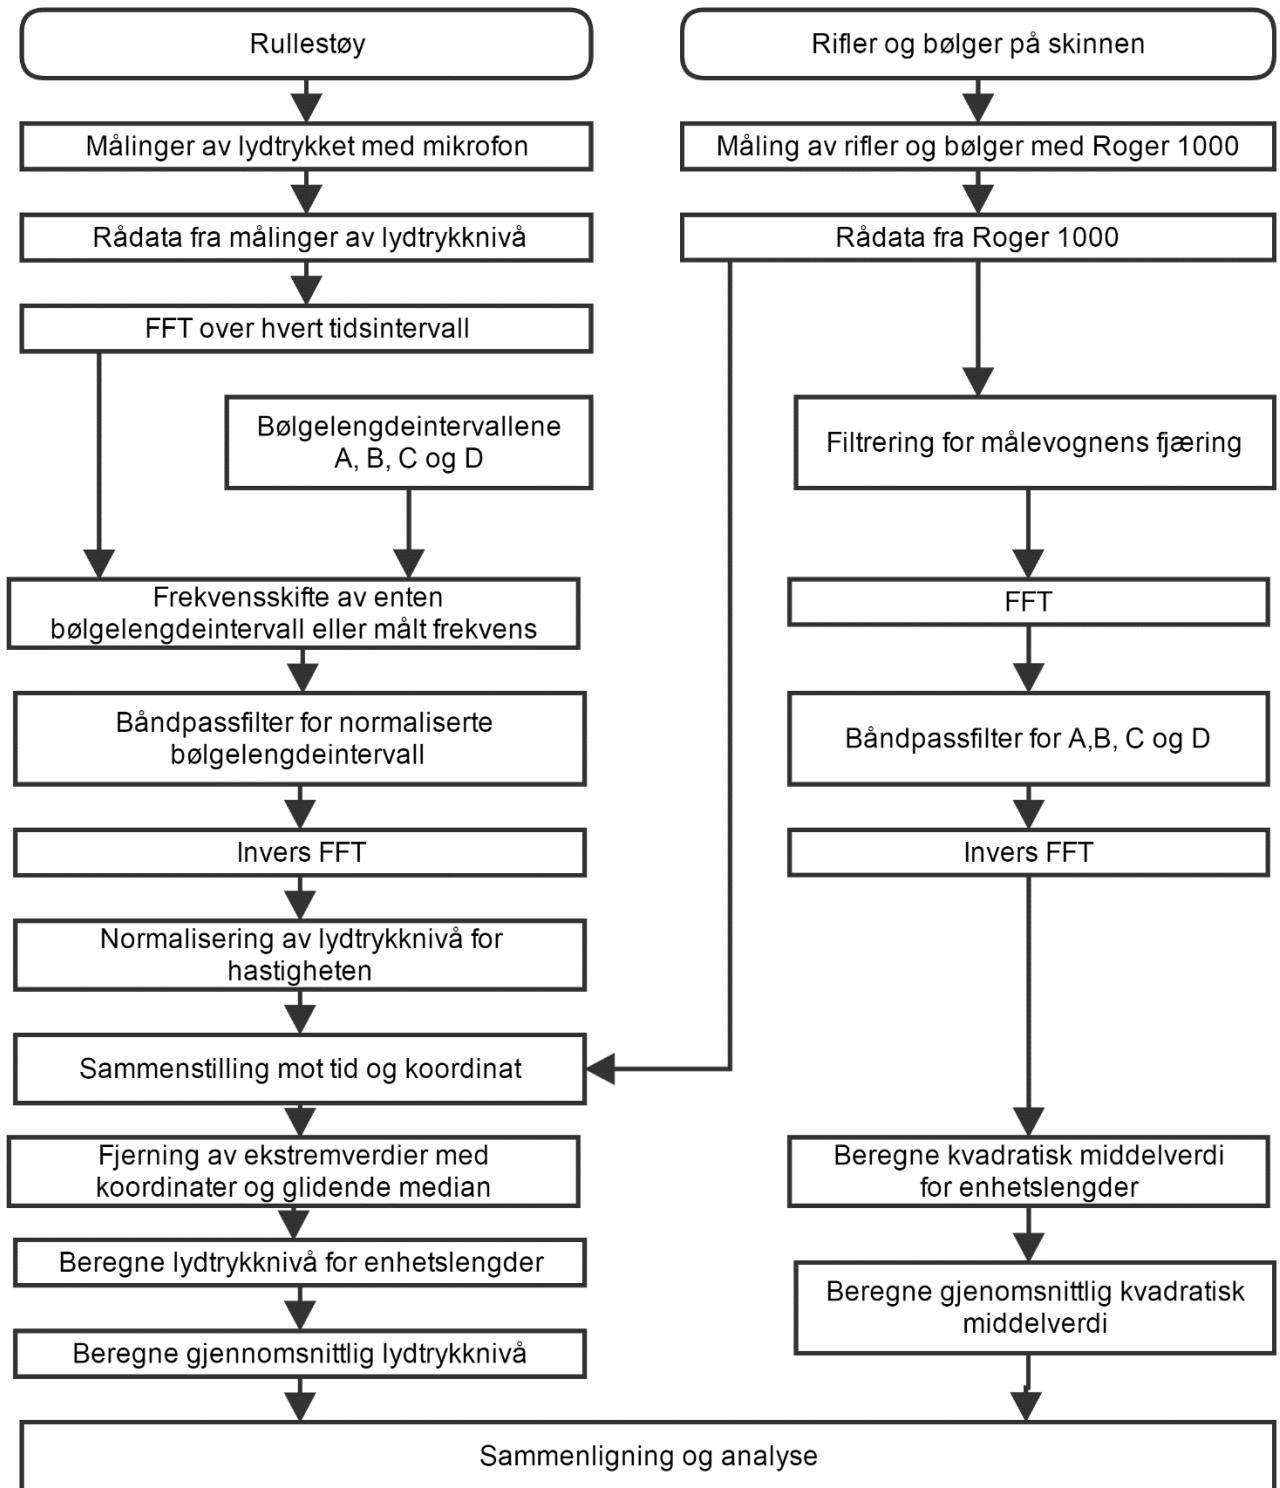 Rullestøy
Målinger av lydtrykket med mikrofon
Rådata fra målinger av lydtrykknivå
FFT over hvert tidsintervall
Bølgelengdeintervallene
A, B, C og D
Frekvensskifte av enten
bølgelengdeintervall eller målt frekvens
Båndpassfilter for normaliserte
bølgelengdeintervall
Invers FFT
Normalisering av lydtrykknivå for
hastigheten
Sammenstilling mot tid og koordinat
Fjerning av ekstremverdier med
koordinater og glidende median
Beregne lydtrykknivå for enhetslengder
Beregne gjennomsnittlig lydtrykknivå
Rifler og bølger på skinnen
Måling av rifler og bølger med Roger 1000
Rådata fra Roger 1000
Filtrering for målevognens fjæring
FFT
Båndpassfilter for A,B, C og D
Invers FFT
Beregne kvadratisk middelverdi
for enhetslengder
Beregne gjenomsnittlig kvadratisk
middelverdi
Sammenligning og analyse